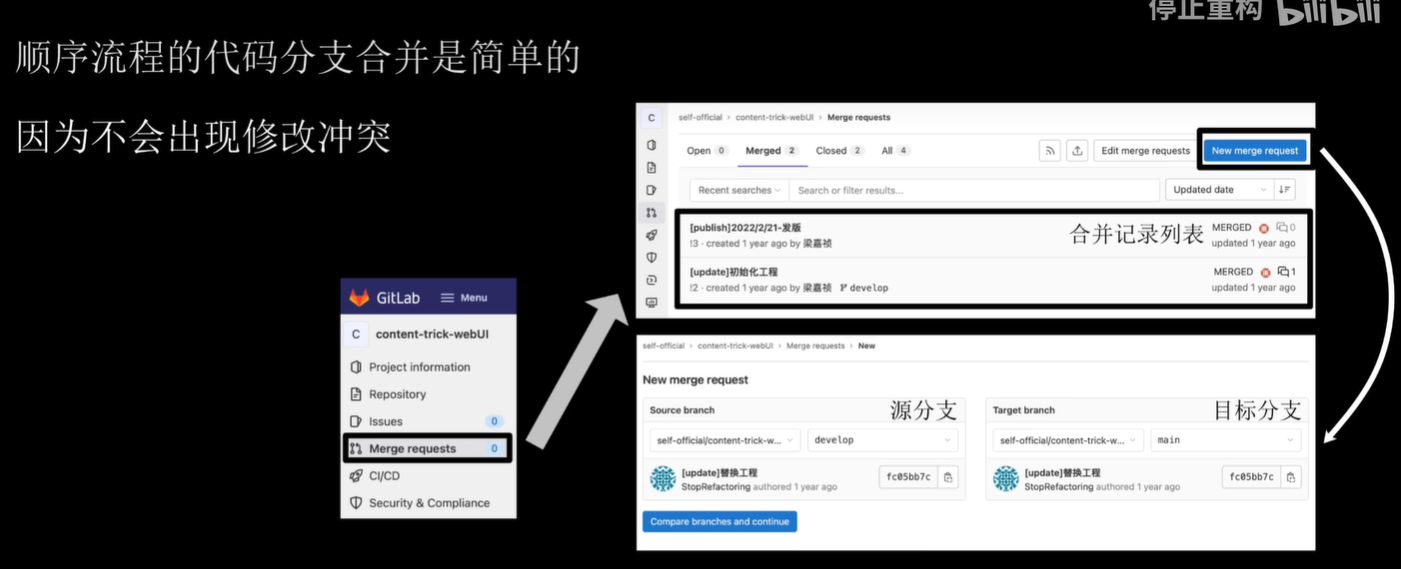 停止重构 bilibili
顺序流程的代码分支合并是简单的
因为不会出现修改冲突
GitLab Menu
C content-trick-webUI
Project information
Repository
Issues 0
Merge requests 0
CI/CD
Security & Compliance
C self-official › content-trick-webUI › Merge requests
Open 0 Merged 2 Closed 2 All 4 Edit merge requests New merge request
Recent searches Search or filter results... Updated date
[publish]2022/2/21-发版 合并记录列表 MERGED 0
!3 · created 1 year ago by 梁嘉祯 updated 1 year ago
[update]初始化工程 MERGED 1
!2 · created 1 year ago by 梁嘉祯 develop updated 1 year ago
self-official › content-trick-webUI › Merge requests › New
New merge request
Source branch 源分支 Target branch 目标分支
self-official/content-trick-w... develop self-official/content-trick-w... main
[update]替换工程 fc05bb7c [update]替换工程 fc05bb7c
StopRefactoring authored 1 year ago StopRefactoring authored 1 year ago
Compare branches and continue